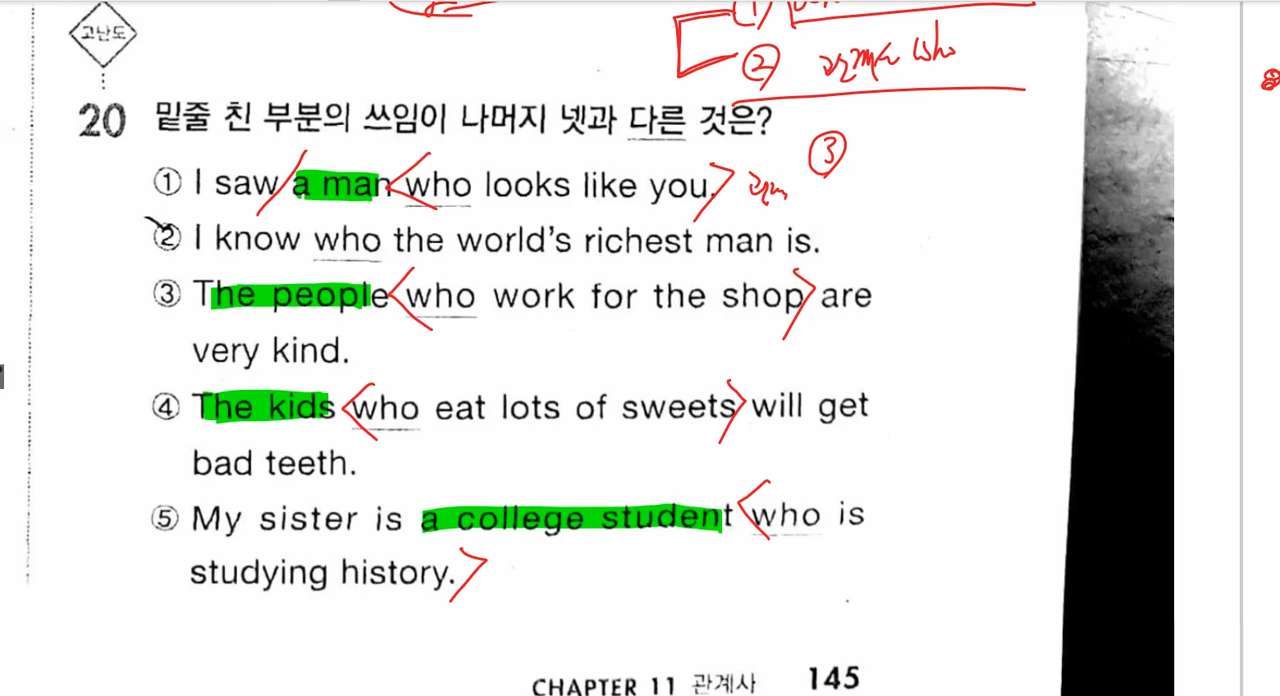 고난도
①
② 관계대 who
20 밑줄 친 부분의 쓰임이 나머지 넷과 다른 것은?
③
① I saw a man who looks like you.
② I know who the world's richest man is.
③ The people who work for the shop are
very kind.
④ The kids who eat lots of sweets will get
bad teeth.
⑤ My sister is a college student who is
studying history.
CHAPTER 11 관계사 145